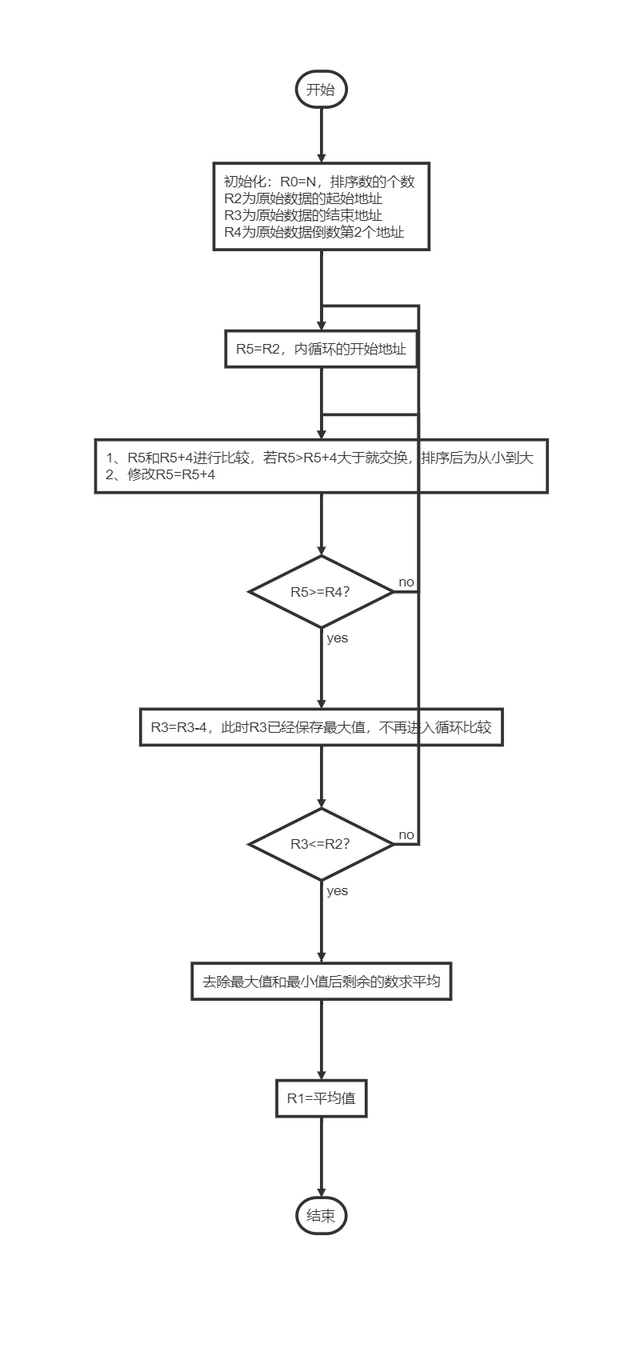 开始
初始化：R0=N，排序数的个数
R2为原始数据的起始地址
R3为原始数据的结束地址
R4为原始数据倒数第2个地址
R5=R2，内循环的开始地址
1、R5和R5+4进行比较，若R5>R5+4大于就交换，排序后为从小到大
2、修改R5=R5+4
R5>=R4?
no
yes
R3=R3-4，此时R3已经保存最大值，不再进入循环比较
R3<=R2?
no
yes
去除最大值和最小值后剩余的数求平均
R1=平均值
结束